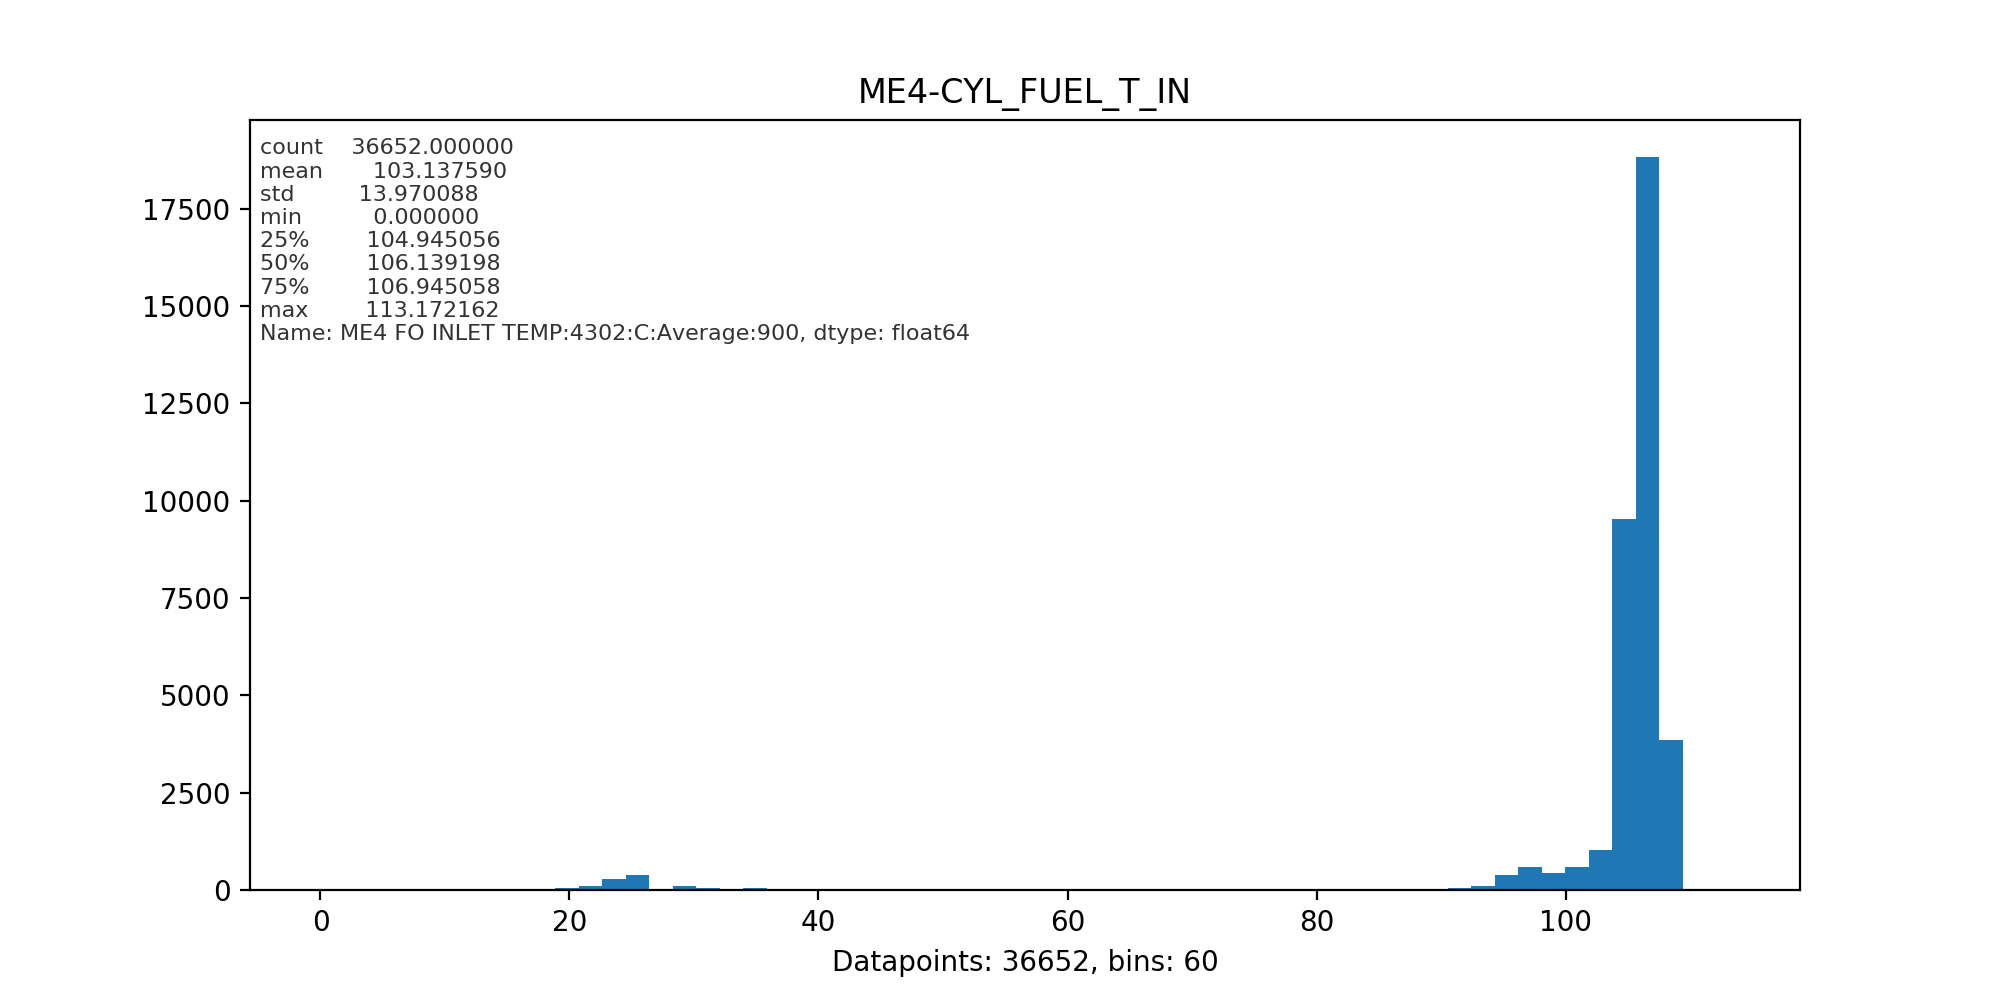 ME4-CYL_FUEL_T_IN
count 36652.000000
mean 103.137590
std 13.970088
min 0.000000
25% 104.945056
50% 106.139198
75% 106.945058
max 113.172162
Name: ME4 FO INLET TEMP:4302:C:Average:900, dtype: float64
17500
15000
12500
10000
7500
5000
2500
0
0 20 40 60 80 100
Datapoints: 36652, bins: 60